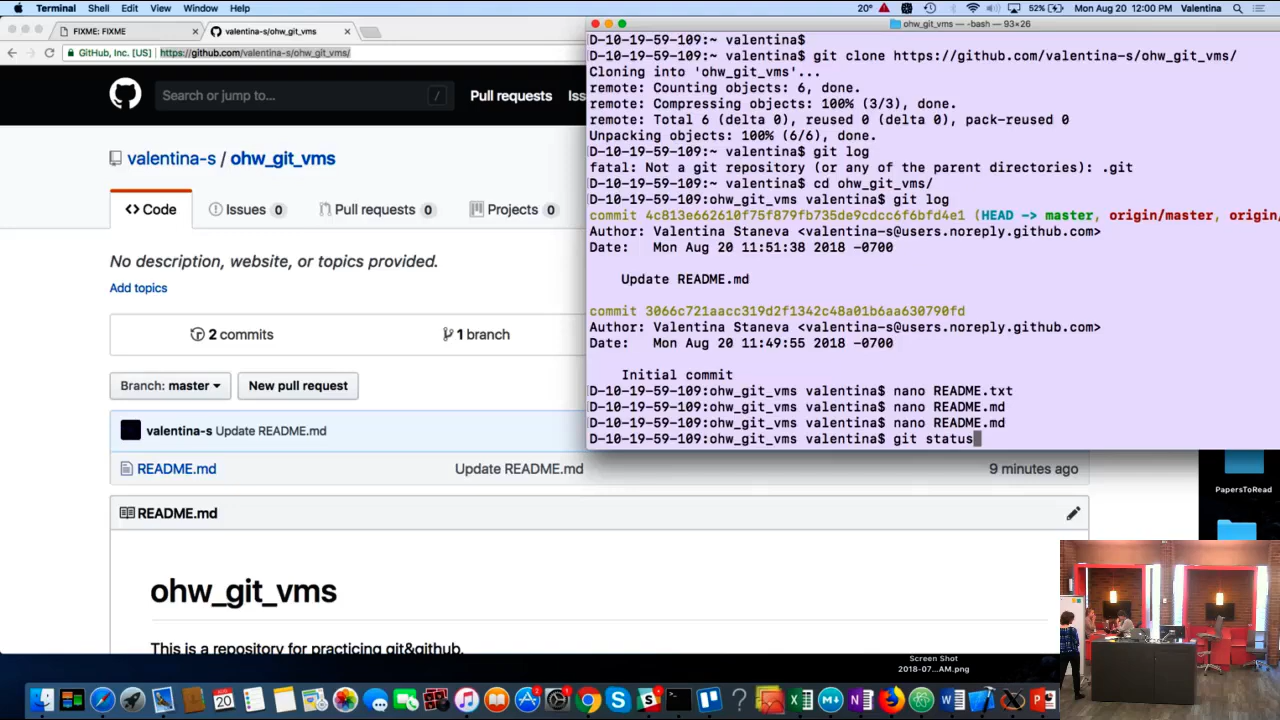 Terminal Shell Edit View Window Help 20° 52% Mon Aug 20 12:00 PM Valentina
FIXME: FIXME × valentina-s/ohw_git_vms ×
GitHub, Inc. [US] https://github.com/valentina-s/ohw_git_vms/
Search or jump to... / Pull requests Iss
valentina-s / ohw_git_vms
<> Code Issues 0 Pull requests 0 Projects 0
No description, website, or topics provided.
Add topics
2 commits 1 branch
Branch: master New pull request
valentina-s Update README.md
README.md Update README.md 9 minutes ago
README.md
ohw_git_vms
This is a repository for practicing git&github.
ohw_git_vms — -bash — 93×26
D-10-19-59-109:~ valentina$
D-10-19-59-109:~ valentina$ git clone https://github.com/valentina-s/ohw_git_vms/
Cloning into 'ohw_git_vms'...
remote: Counting objects: 6, done.
remote: Compressing objects: 100% (3/3), done.
remote: Total 6 (delta 0), reused 0 (delta 0), pack-reused 0
Unpacking objects: 100% (6/6), done.
D-10-19-59-109:~ valentina$ git log
fatal: Not a git repository (or any of the parent directories): .git
D-10-19-59-109:~ valentina$ cd ohw_git_vms/
D-10-19-59-109:ohw_git_vms valentina$ git log
commit 4c813e662610f75f879fb735de9cdcc6f6bfd4e1 (HEAD -> master, origin/master, origin/
Author: Valentina Staneva <valentina-s@users.noreply.github.com>
Date: Mon Aug 20 11:51:38 2018 -0700
Update README.md
commit 3066c721aacc319d2f1342c48a01b6aa630790fd
Author: Valentina Staneva <valentina-s@users.noreply.github.com>
Date: Mon Aug 20 11:49:55 2018 -0700
Initial commit
D-10-19-59-109:ohw_git_vms valentina$ nano README.txt
D-10-19-59-109:ohw_git_vms valentina$ nano README.md
D-10-19-59-109:ohw_git_vms valentina$ nano README.md
D-10-19-59-109:ohw_git_vms valentina$ git status
PapersToRead
Screen Shot
2018-07...AM.png